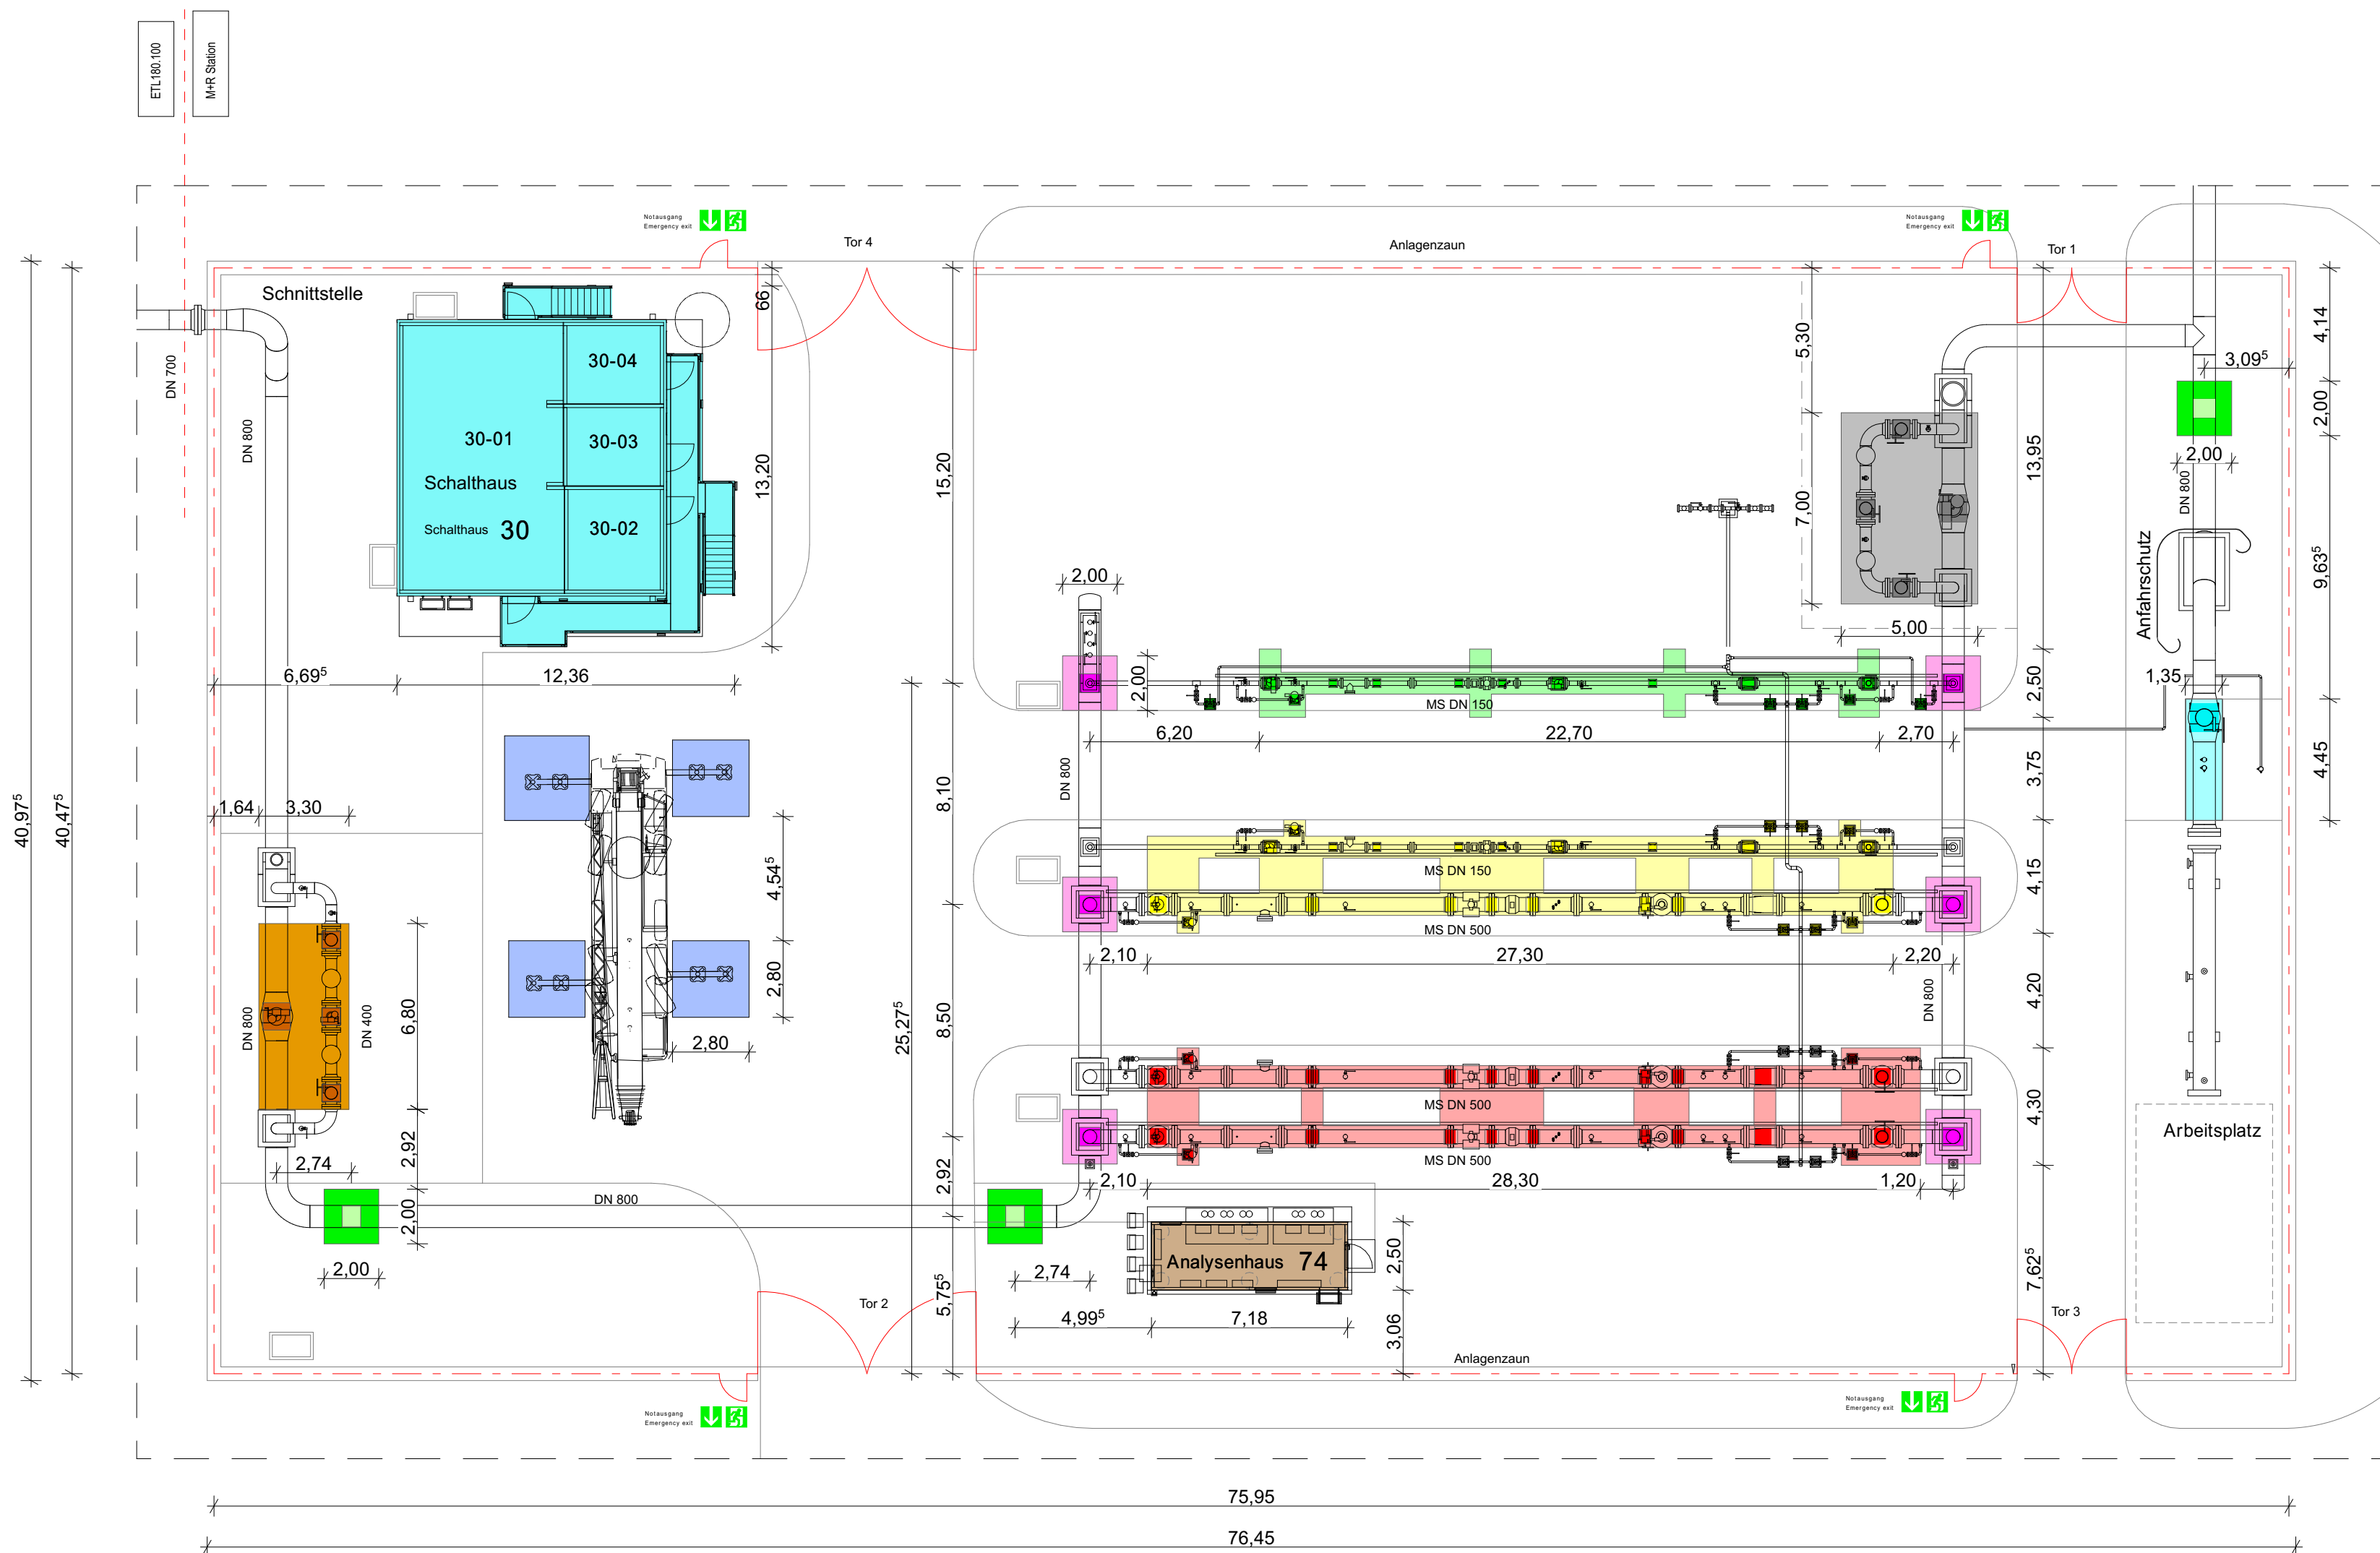 ETL180.100
M+R Station
Notausgang
Emergency exit
Tor 4
Anlagenzaun
Notausgang
Emergency exit
Tor 1
Schnittstelle
DN 700
DN 800
66
13,20
30-04
30-01
30-03
Schalthaus
Schalthaus 30
30-02
6,69⁵
12,36
15,20
5,30
7,00
5,00
13,95
4,14
3,09⁵
2,00
2,00
DN 800
9,63⁵
Anfahrschutz
1,35
4,45
2,00
2,00
MS DN 150
6,20
22,70
2,70
2,50
3,75
DN 800
8,10
40,97⁵
40,47⁵
1,64
3,30
4,54⁵
2,80
2,80
MS DN 150
MS DN 500
4,15
2,10
27,30
2,20
4,20
DN 800
DN 800
DN 400
6,80
25,27⁵
8,50
MS DN 500
MS DN 500
4,30
2,10
28,30
1,20
2,92
2,74
2,92
2,00
2,00
DN 800
Analysenhaus 74
2,50
2,74
4,99⁵
7,18
3,06
5,75⁵
7,62⁵
Arbeitsplatz
Tor 2
Tor 3
Anlagenzaun
Notausgang
Emergency exit
Notausgang
Emergency exit
75,95
76,45